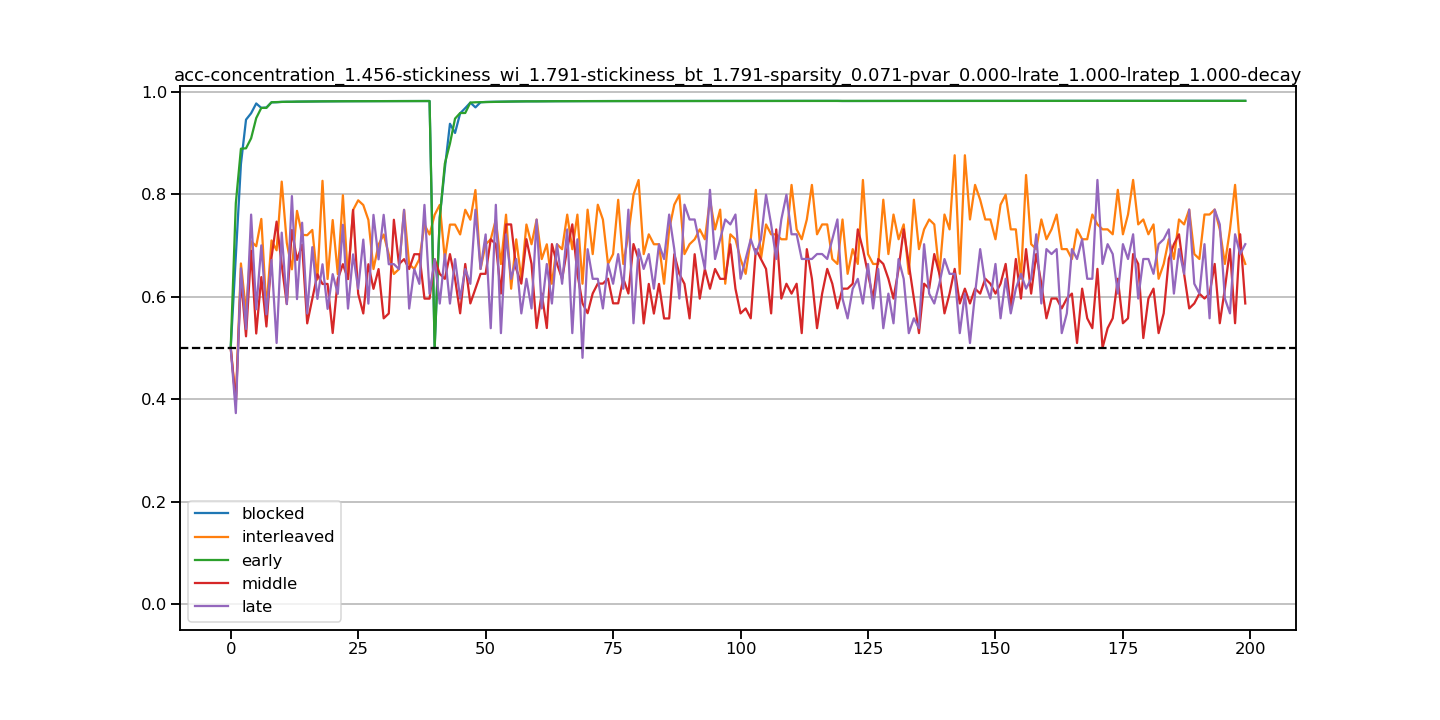 acc-concentration_1.456-stickiness_wi_1.791-stickiness_bt_1.791-sparsity_0.071-pvar_0.000-lrate_1.000-lratep_1.000-decay
1.0
0.8
0.6
0.4
0.2
0.0
blocked
interleaved
early
middle
late
0 25 50 75 100 125 150 175 200